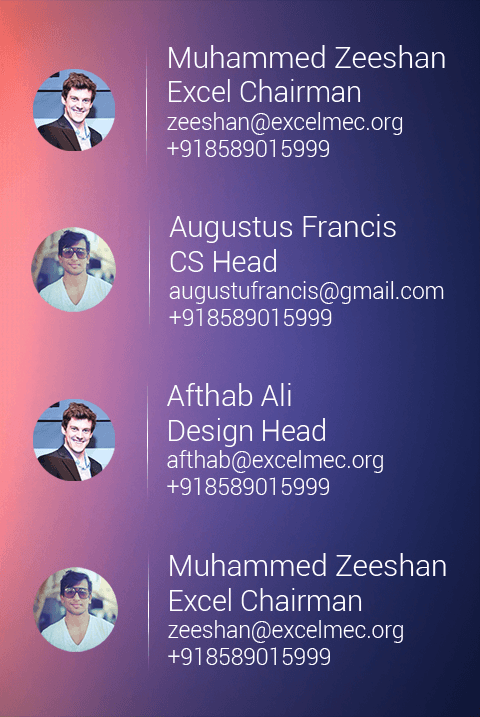 Muhammed Zeeshan
Excel Chairman
zeeshan@excelmec.org
+918589015999
Augustus Francis
CS Head
augustufrancis@gmail.com
+918589015999
Afthab Ali
Design Head
afthab@excelmec.org
+918589015999
Muhammed Zeeshan
Excel Chairman
zeeshan@excelmec.org
+918589015999